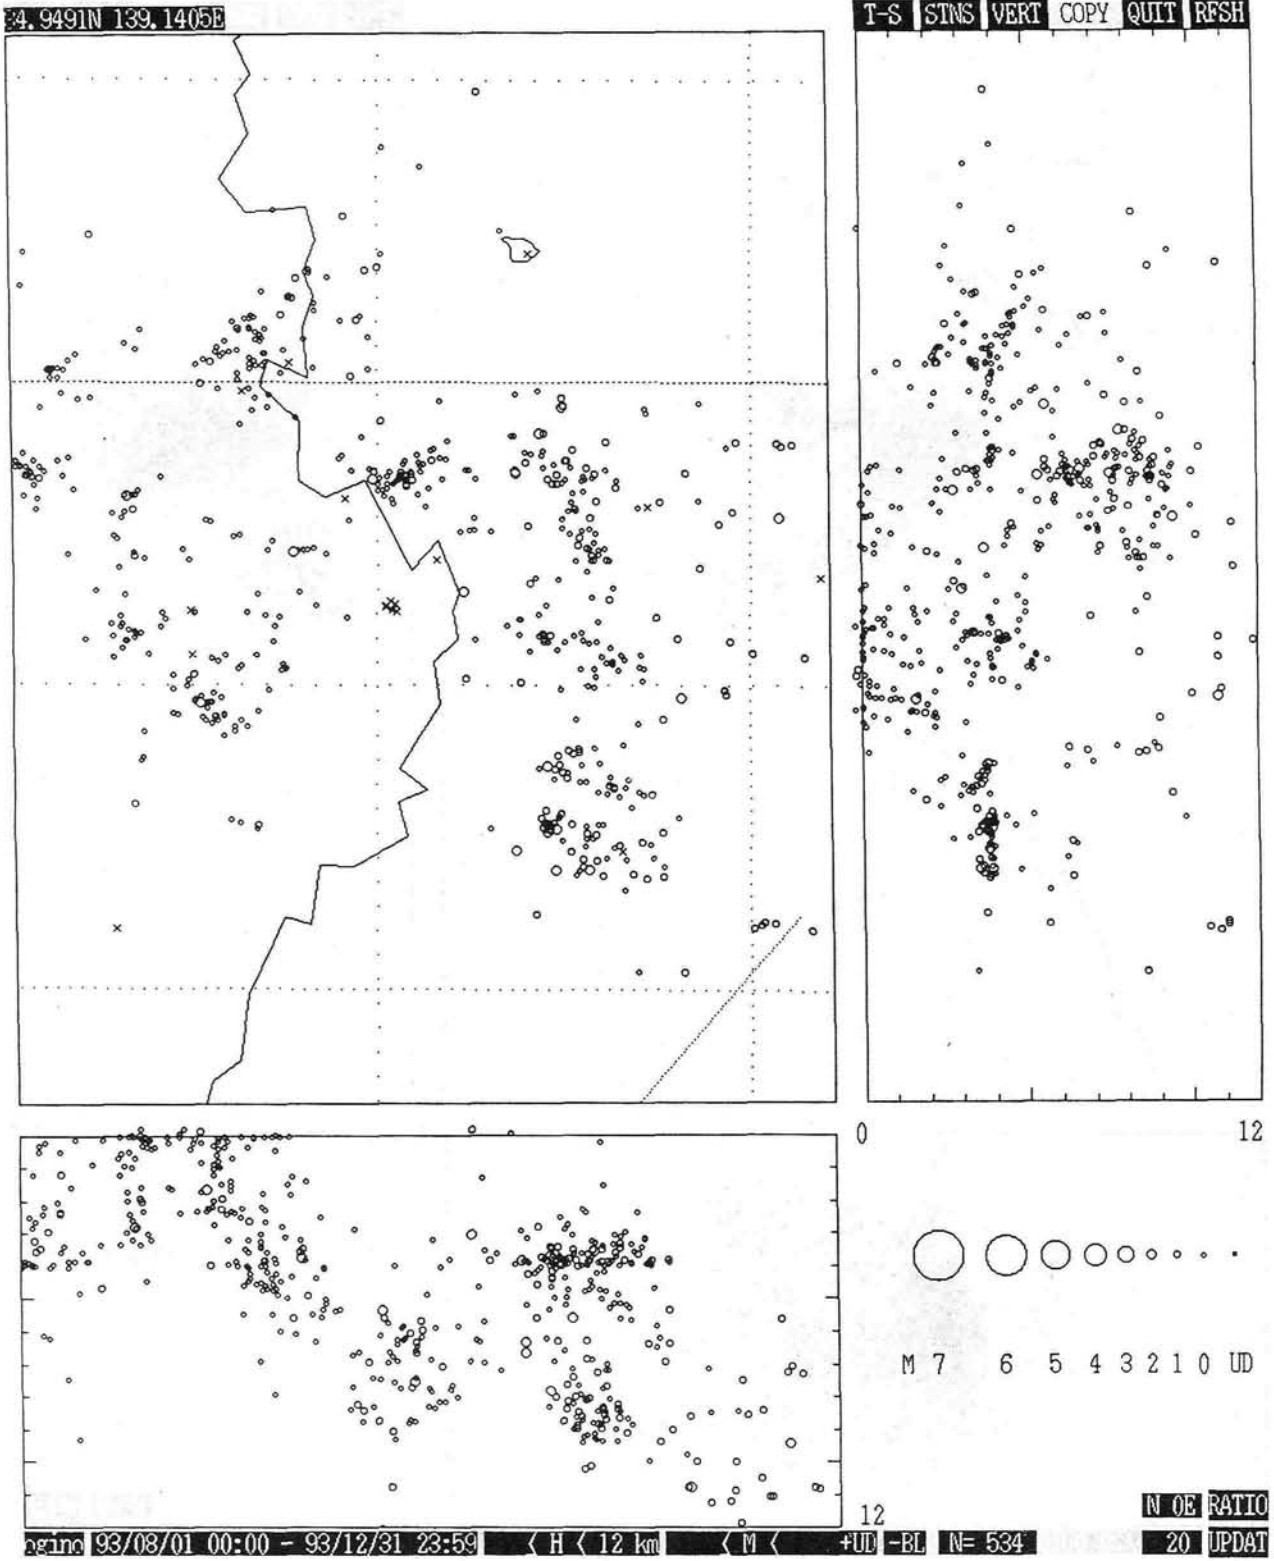 4.9491N 139.1405E
T-S STNS VERT COPY QUIT RFSH
0 12
M 7 6 5 4 3 2 1 0 UD
12
N OE RATIO
93/08/01 00:00 - 93/12/31 23:59 < H < 12 km < M < +UD -BL N= 534 20 UPDAT